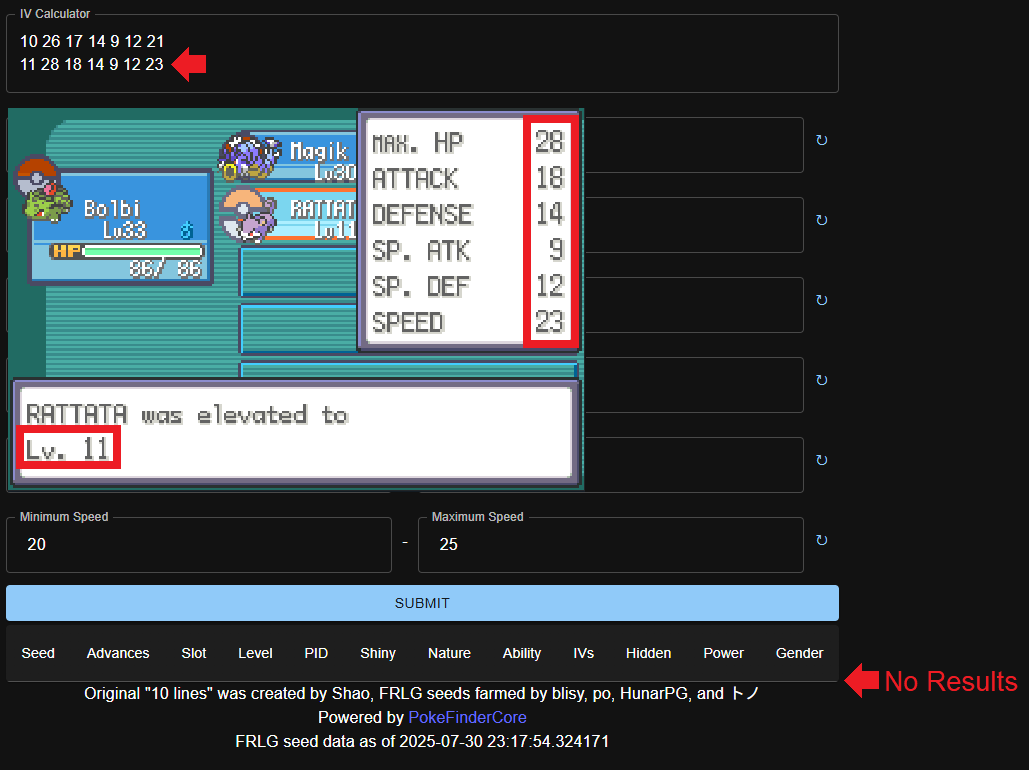 IV Calculator
10 26 17 14 9 12 21
11 28 18 14 9 12 23
Magik
Lv30
RATTAT
Lv11
Bolbi
Lv33 ♂
HP
86/ 86
MAX. HP 28
ATTACK 18
DEFENSE 14
SP. ATK 9
SP. DEF 12
SPEED 23
RATTATA was elevated to
Lv. 11
↻
↻
↻
↻
↻
Minimum Speed
20
-
Maximum Speed
25
↻
SUBMIT
Seed Advances Slot Level PID Shiny Nature Ability IVs Hidden Power Gender
No Results
Original "10 lines" was created by Shao, FRLG seeds farmed by blisy, po, HunarPG, and トノ
Powered by PokeFinderCore
FRLG seed data as of 2025-07-30 23:17:54.324171